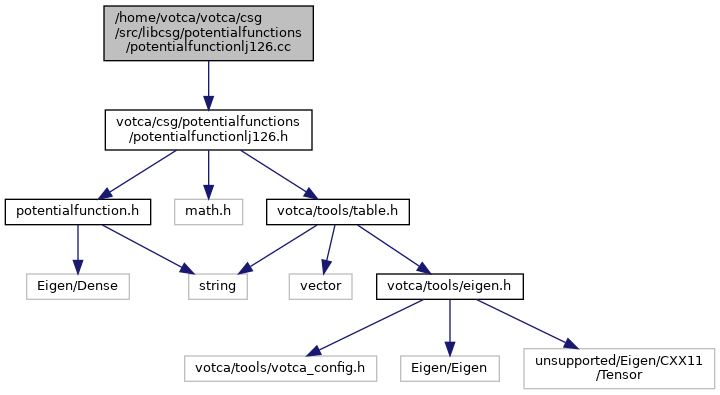 /home/votca/votca/csg
/src/libcsg/potentialfunctions
/potentialfunctionlj126.cc
votca/csg/potentialfunctions
/potentialfunctionlj126.h
potentialfunction.h
math.h
votca/tools/table.h
Eigen/Dense
string
vector
votca/tools/eigen.h
votca/tools/votca_config.h
Eigen/Eigen
unsupported/Eigen/CXX11
/Tensor